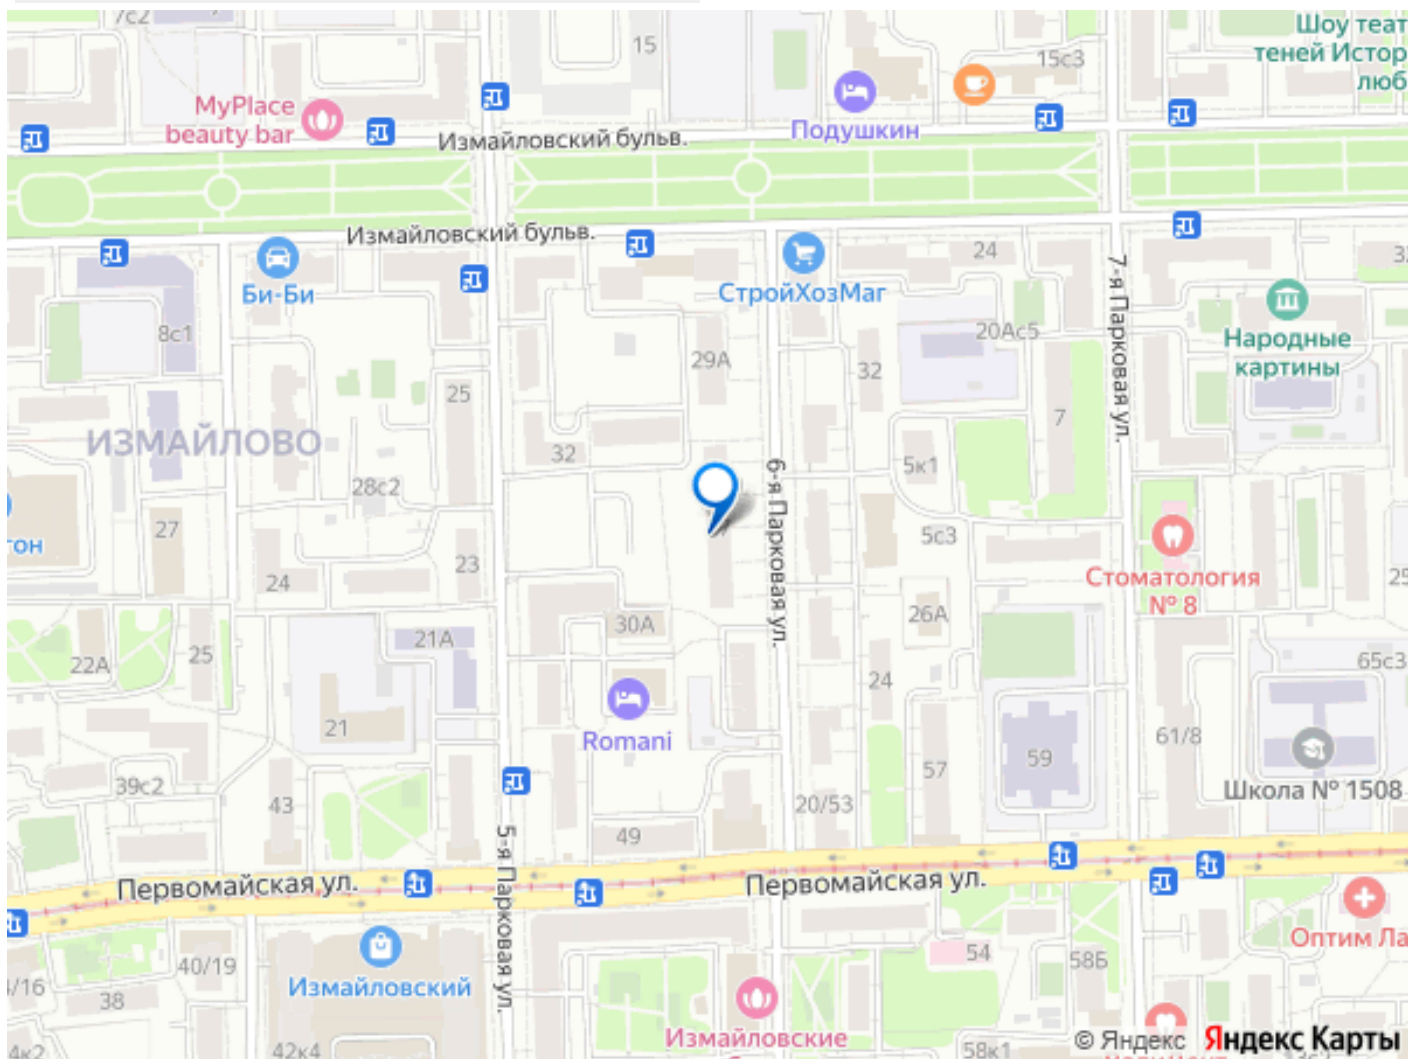 7с2
15
15с3
Шоу теат
теней Истор
люб
MyPlace
beauty bar
Подушкин
Измайловский бульв.
Измайловский бульв.
24
Би-Би
СтройХозМаг
7-я Парковая ул.
8с1
20Ас5
Народные
картины
29А
32
25
7
ИЗМАЙЛОВО
32
5к1
28с2
6-я Парковая ул.
27
5с3
тон
23
24
Стоматология
№ 8
25
26А
30А
21А
25
22А
65с3
24
21
Romani
61/8
59
57
39с2
43
20/53
Школа № 1508
49
5-я Парковая ул.
Первомайская ул.
Первомайская ул.
Оптим Ла
54
58Б
40/19
Измайловский
38
/16
Измайловские
4к2
42к4
58к1
© Яндекс Яндекс Карты